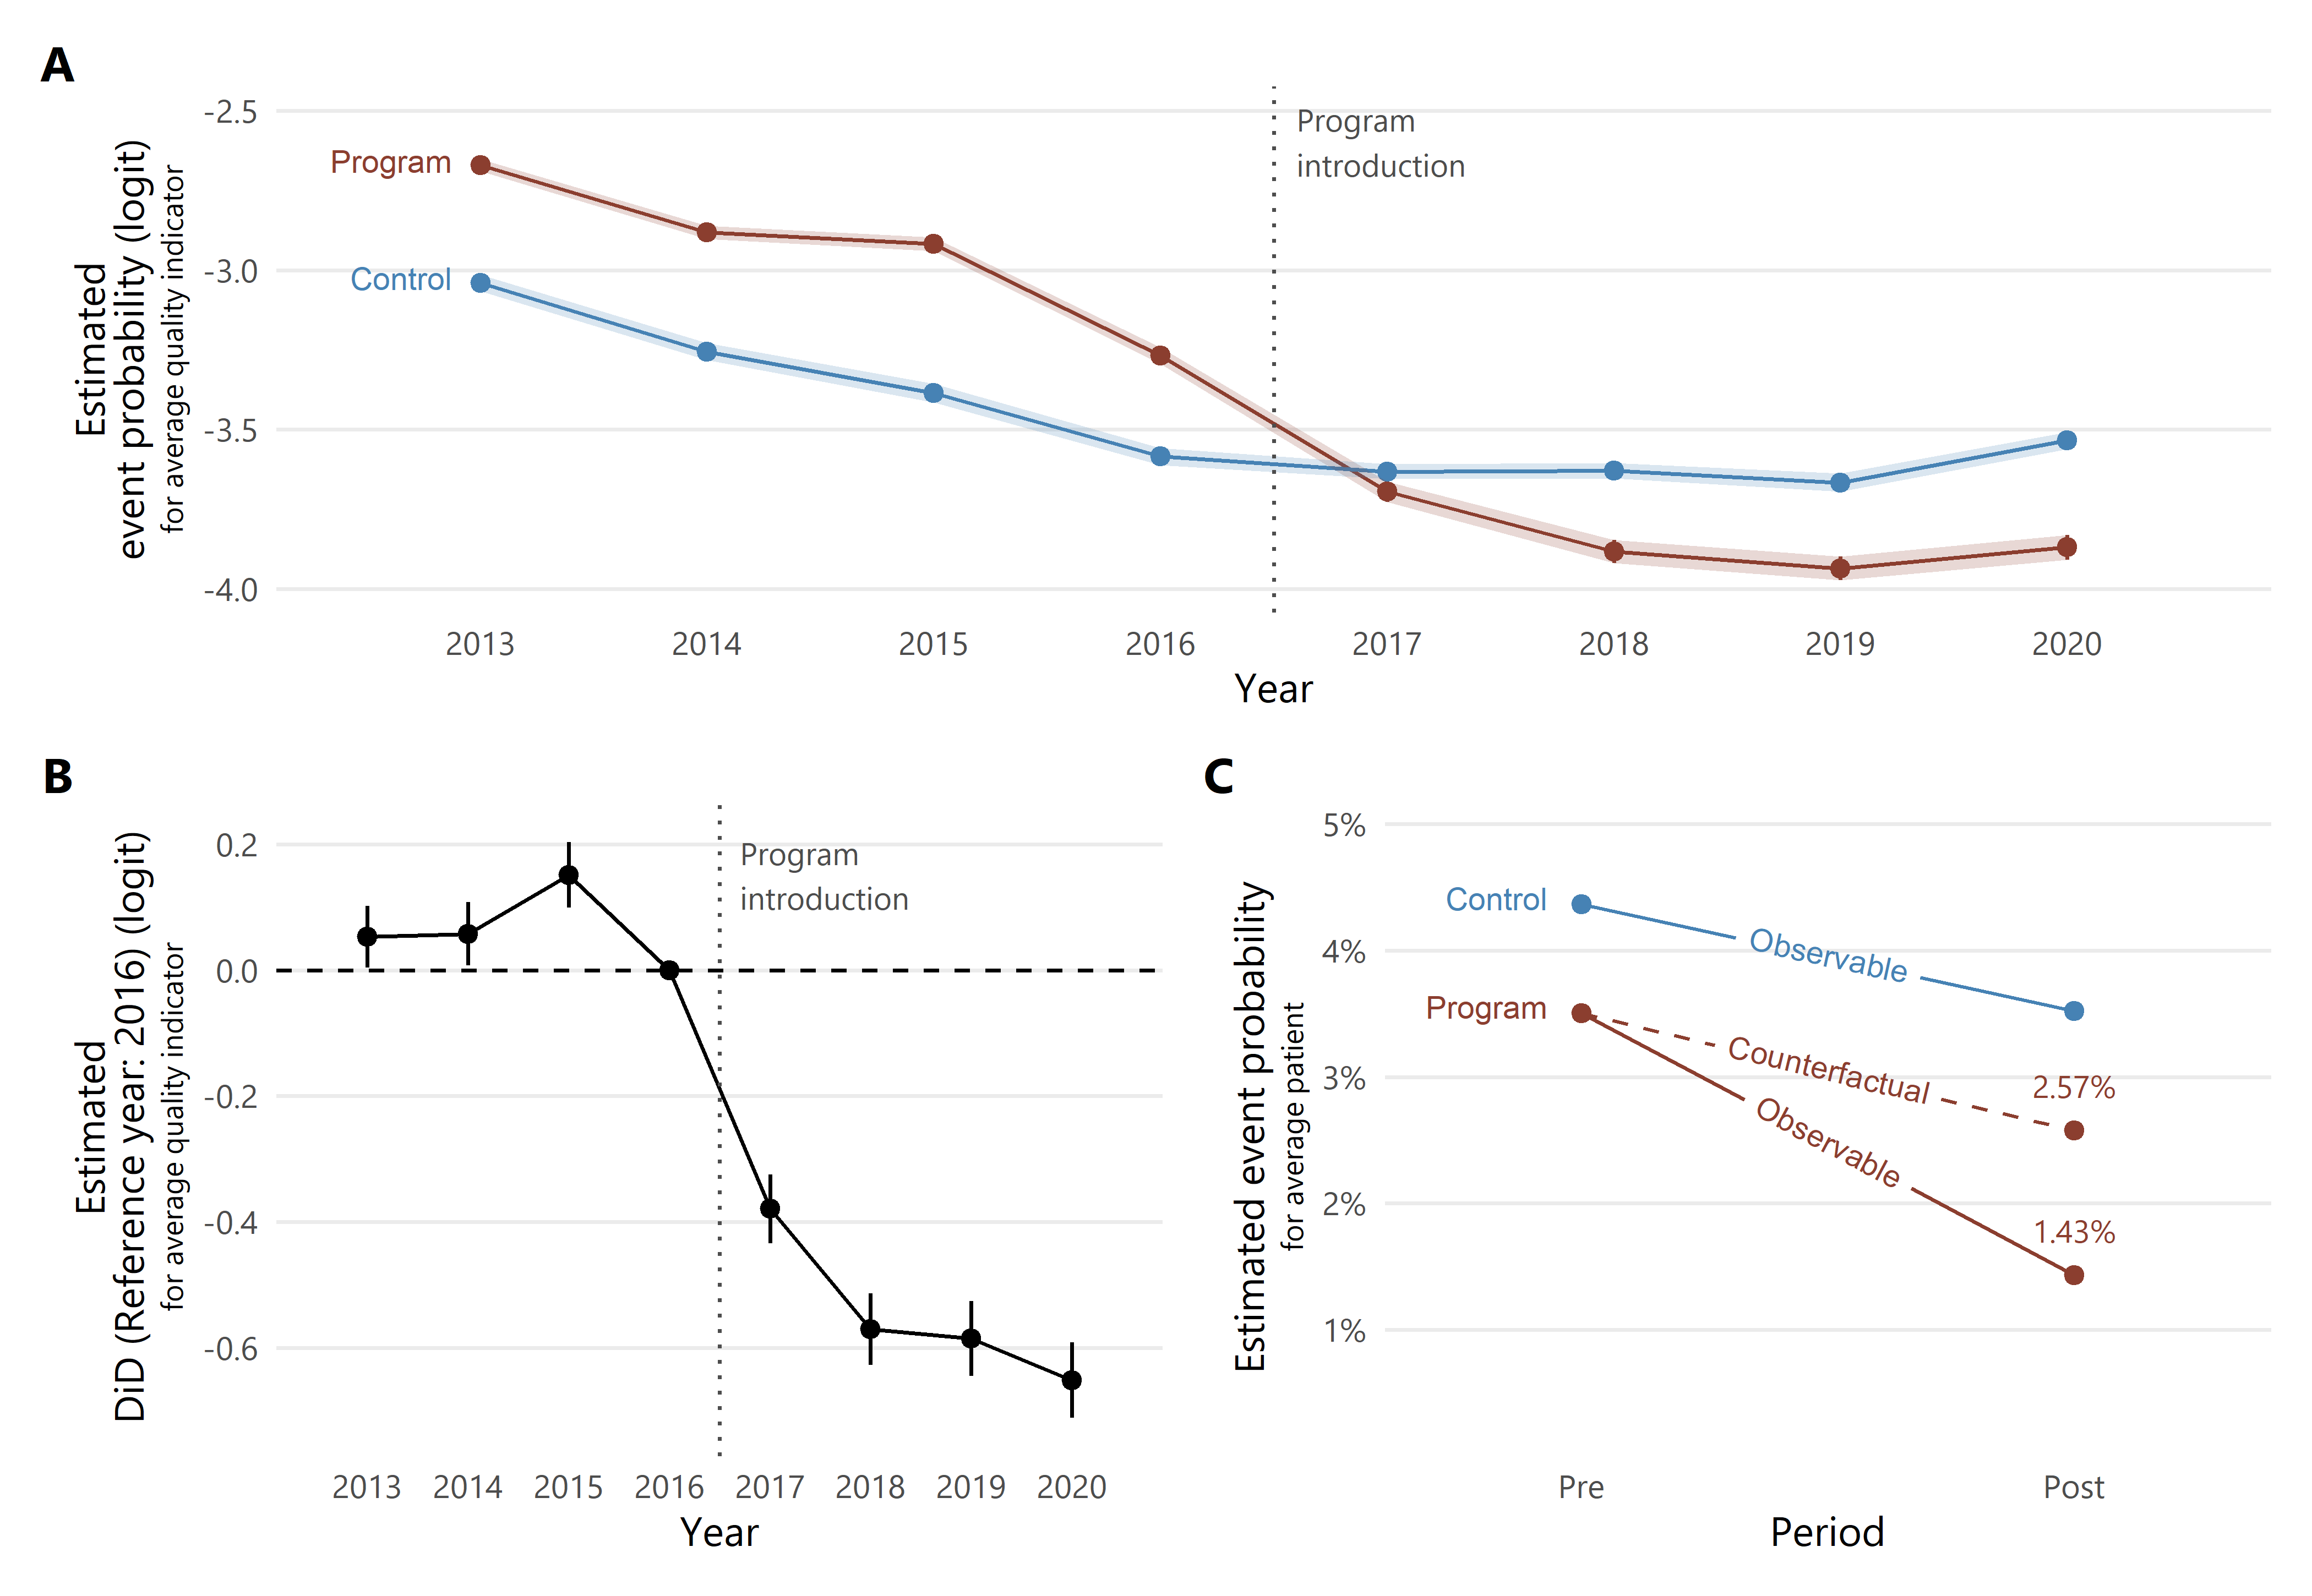 A
Estimated
event probability (logit)
for average quality indicator
-2.5
-3.0
-3.5
-4.0
Program
Control
Program
introduction
2013 2014 2015 2016 2017 2018 2019 2020
Year
B
Estimated
DiD (Reference year: 2016) (logit)
for average quality indicator
0.2
0.0
-0.2
-0.4
-0.6
Program
introduction
2013 2014 2015 2016 2017 2018 2019 2020
Year
C
Estimated event probability
for average patient
5%
4%
3%
2%
1%
Control
Observable
Program
Counterfactual
2.57%
Observable
1.43%
Pre Post
Period